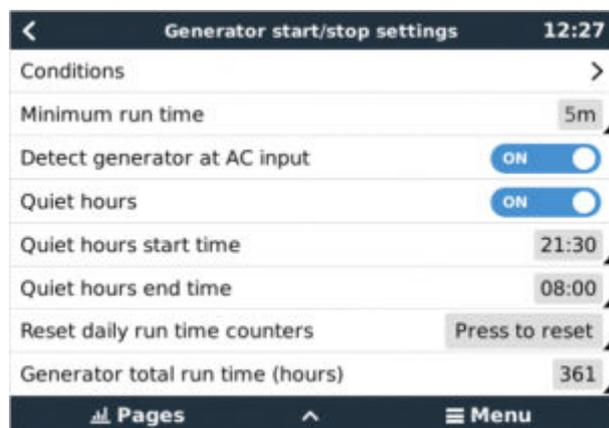 Generator start/stop settings 12:27
Conditions
Minimum run time 5m
Detect generator at AC input ON
Quiet hours ON
Quiet hours start time 21:30
Quiet hours end time 08:00
Reset daily run time counters Press to reset
Generator total run time (hours) 361
Pages Menu